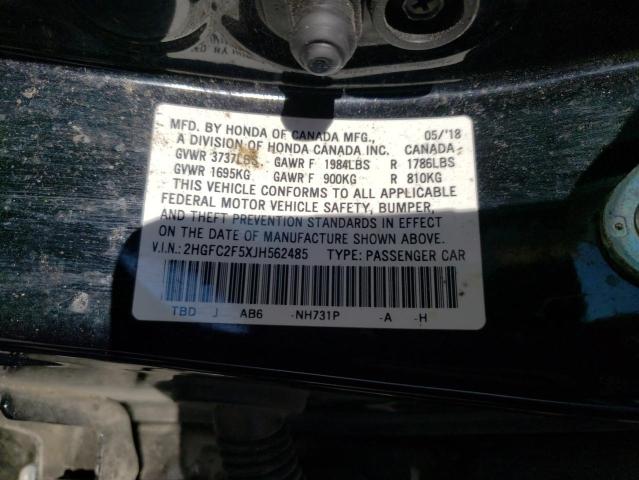 MFD. BY HONDA OF CANADA MFG., 05/'18
A DIVISION OF HONDA CANADA INC. CANADA
GVWR 3737LBS GAWR F 1984LBS R 1786LBS
GVWR 1695KG GAWR F 900KG R 810KG
THIS VEHICLE CONFORMS TO ALL APPLICABLE
FEDERAL MOTOR VEHICLE SAFETY, BUMPER,
AND THEFT PREVENTION STANDARDS IN EFFECT
ON THE DATE OF MANUFACTURE SHOWN ABOVE.
V.I.N.: 2HGFC2F5XJH562485 TYPE: PASSENGER CAR
TBD J AB6 -NH731P -A -H